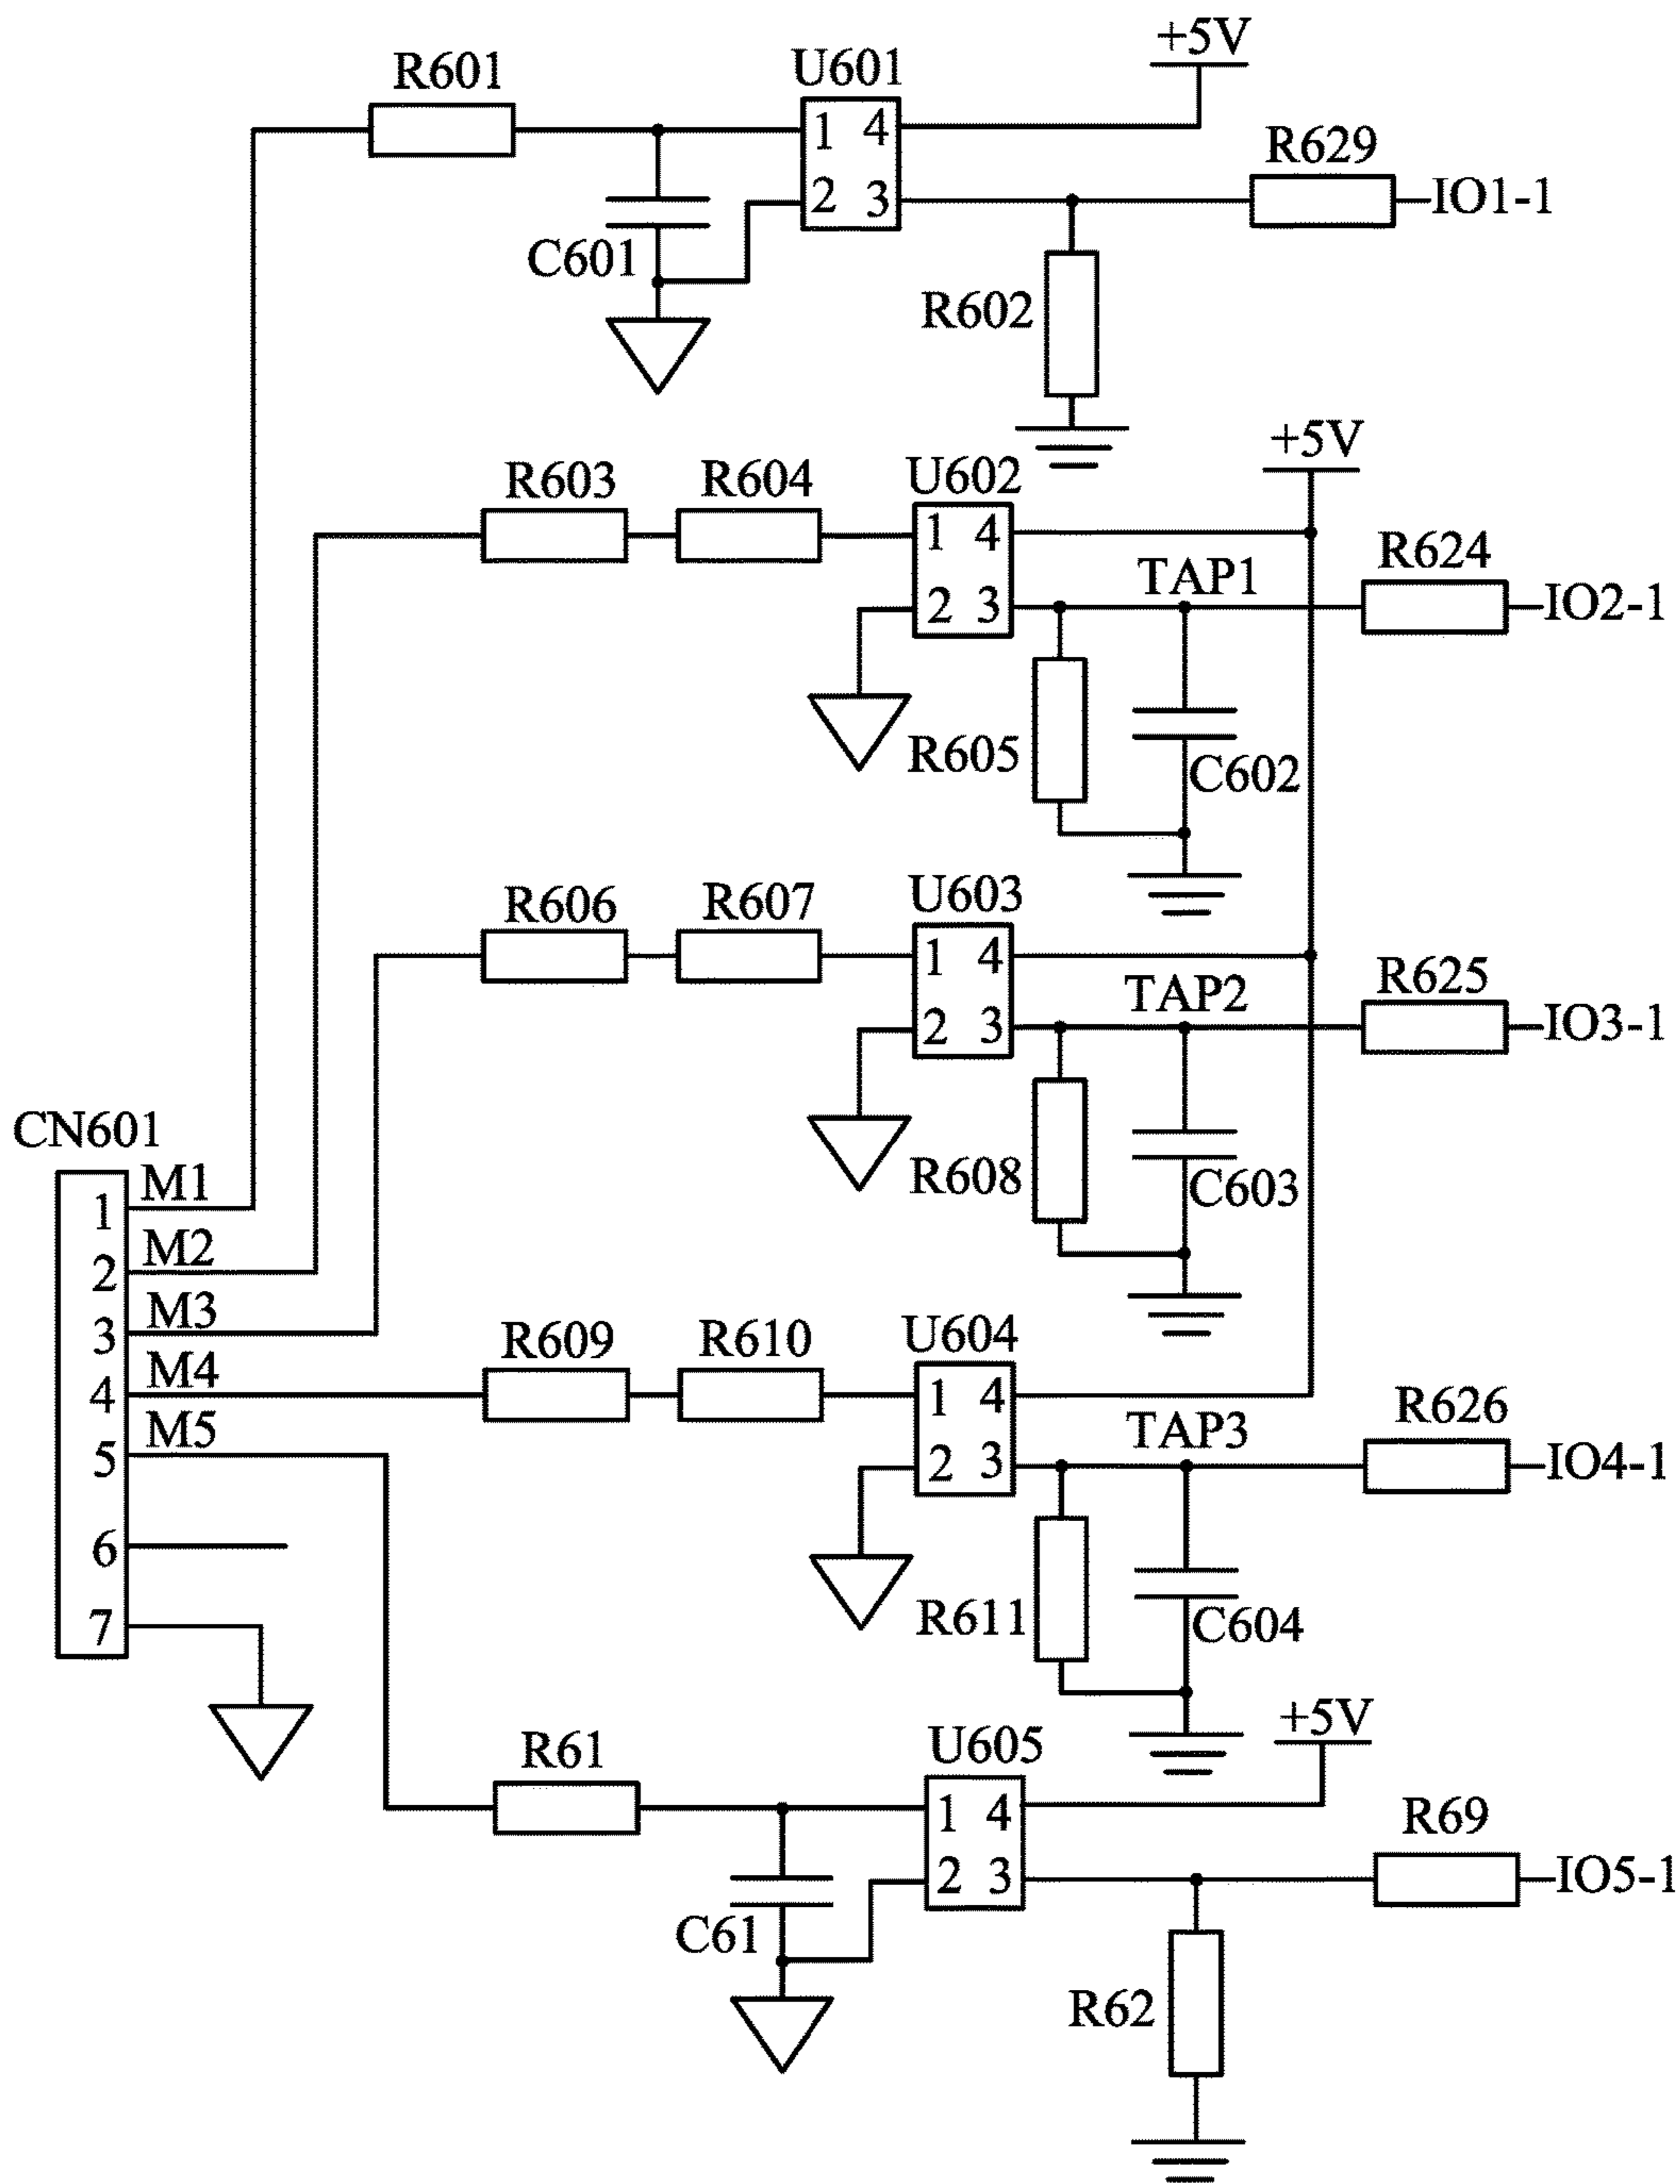 +5V
R601
U601
1 4
2 3
R629
IO1-1
C601
R602
+5V
R603
R604
U602
1 4
2 3
TAP1
R624
IO2-1
R605
C602
R606
R607
U603
1 4
2 3
TAP2
R625
IO3-1
R608
C603
CN601
1 M1
2 M2
3 M3
4 M4
5 M5
6
7
R609
R610
U604
1 4
2 3
TAP3
R626
IO4-1
R611
C604
+5V
R61
U605
1 4
2 3
R69
IO5-1
C61
R62